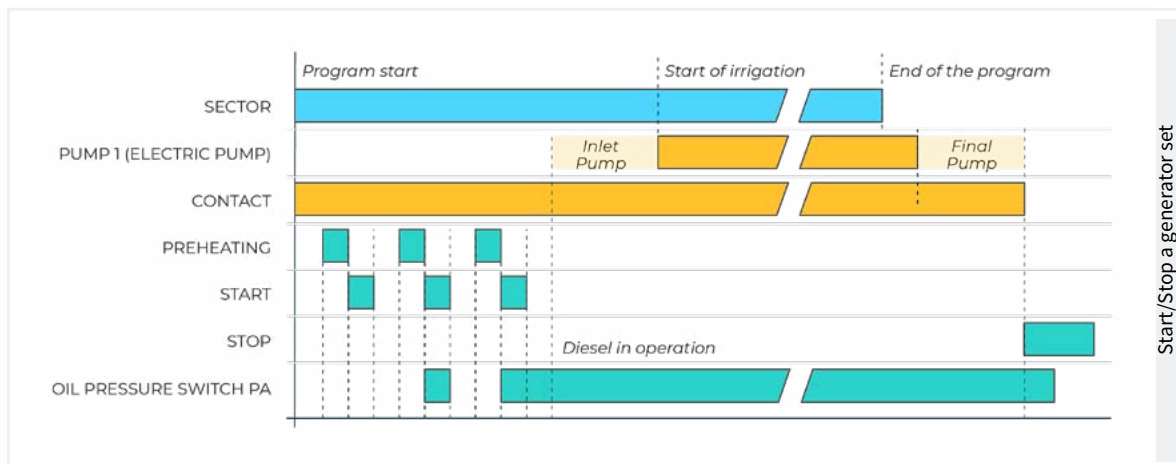 Program start
Start of irrigation
End of the program
SECTOR
PUMP 1 (ELECTRIC PUMP)
Inlet
Pump
Final
Pump
CONTACT
PREHEATING
START
STOP
Diesel in operation
OIL PRESSURE SWITCH PA
Start/Stop a generator set